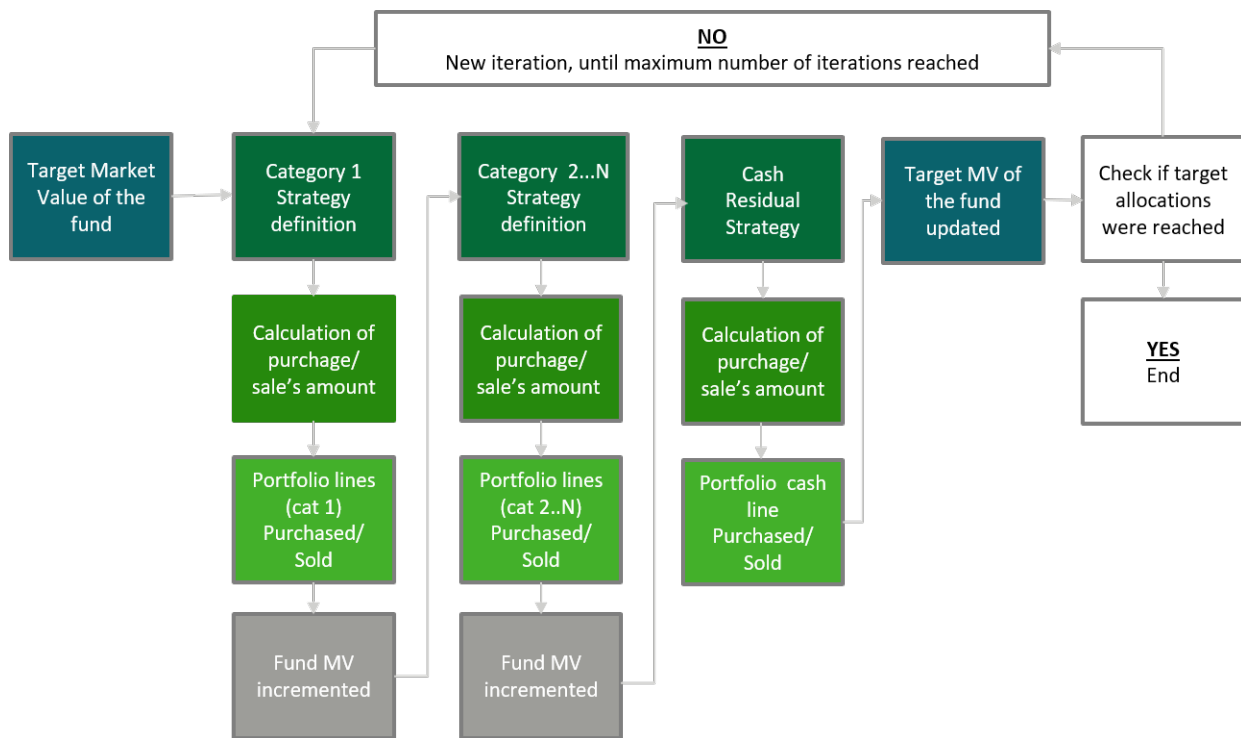 NO
New iteration, until maximum number of iterations reached
Target Market
Value of the
fund
Category 1
Strategy
definition
Category 2...N
Strategy
definition
Cash
Residual
Strategy
Target MV of
the fund
updated
Check if target
allocations
were reached
Calculation of
purchage/
sale's amount
Calculation of
purchage/
sale's amount
Calculation of
purchage/
sale's amount
YES
End
Portfolio lines
(cat 1)
Purchased/
Sold
Portfolio lines
(cat 2..N)
Purchased/
Sold
Portfolio cash
line
Purchased/
Sold
Fund MV
incremented
Fund MV
incremented